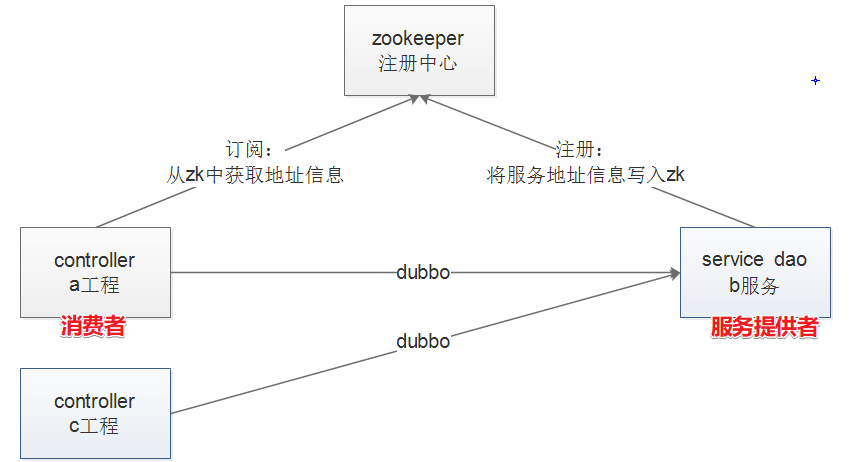 zookeeper
注册中心
订阅：
从zk中获取地址信息
注册：
将服务地址信息写入zk
controller
a工程
消费者
dubbo
service dao
b服务
服务提供者
dubbo
controller
c工程